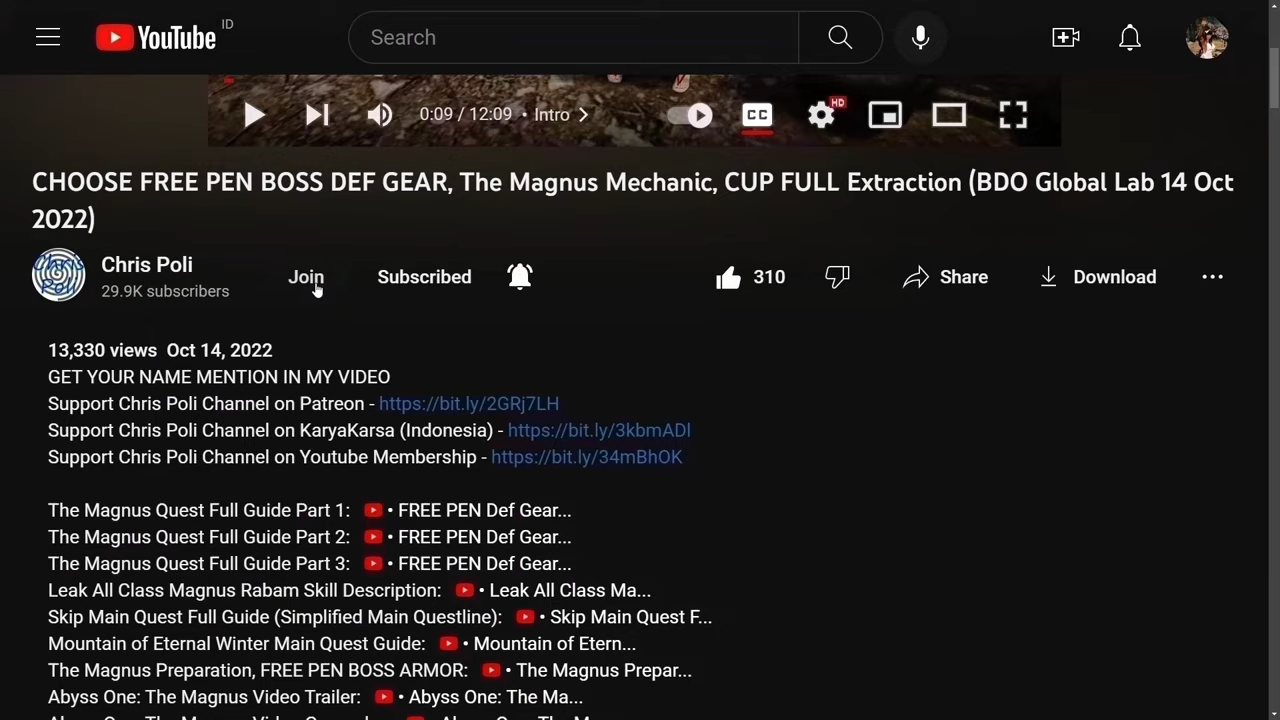 YouTube ID
Search
0:09 / 12:09 • Intro
CC
HD
CHOOSE FREE PEN BOSS DEF GEAR, The Magnus Mechanic, CUP FULL Extraction (BDO Global Lab 14 Oct
2022)
Chris Poli
29.9K subscribers
Join
Subscribed
310
Share
Download
13,330 views Oct 14, 2022
GET YOUR NAME MENTION IN MY VIDEO
Support Chris Poli Channel on Patreon - https://bit.ly/2GRj7LH
Support Chris Poli Channel on KaryaKarsa (Indonesia) - https://bit.ly/3kbmADl
Support Chris Poli Channel on Youtube Membership - https://bit.ly/34mBhOK
The Magnus Quest Full Guide Part 1: • FREE PEN Def Gear...
The Magnus Quest Full Guide Part 2: • FREE PEN Def Gear...
The Magnus Quest Full Guide Part 3: • FREE PEN Def Gear...
Leak All Class Magnus Rabam Skill Description: • Leak All Class Ma...
Skip Main Quest Full Guide (Simplified Main Questline): • Skip Main Quest F...
Mountain of Eternal Winter Main Quest Guide: • Mountain of Etern...
The Magnus Preparation, FREE PEN BOSS ARMOR: • The Magnus Prepar...
Abyss One: The Magnus Video Trailer: • Abyss One: The Ma...